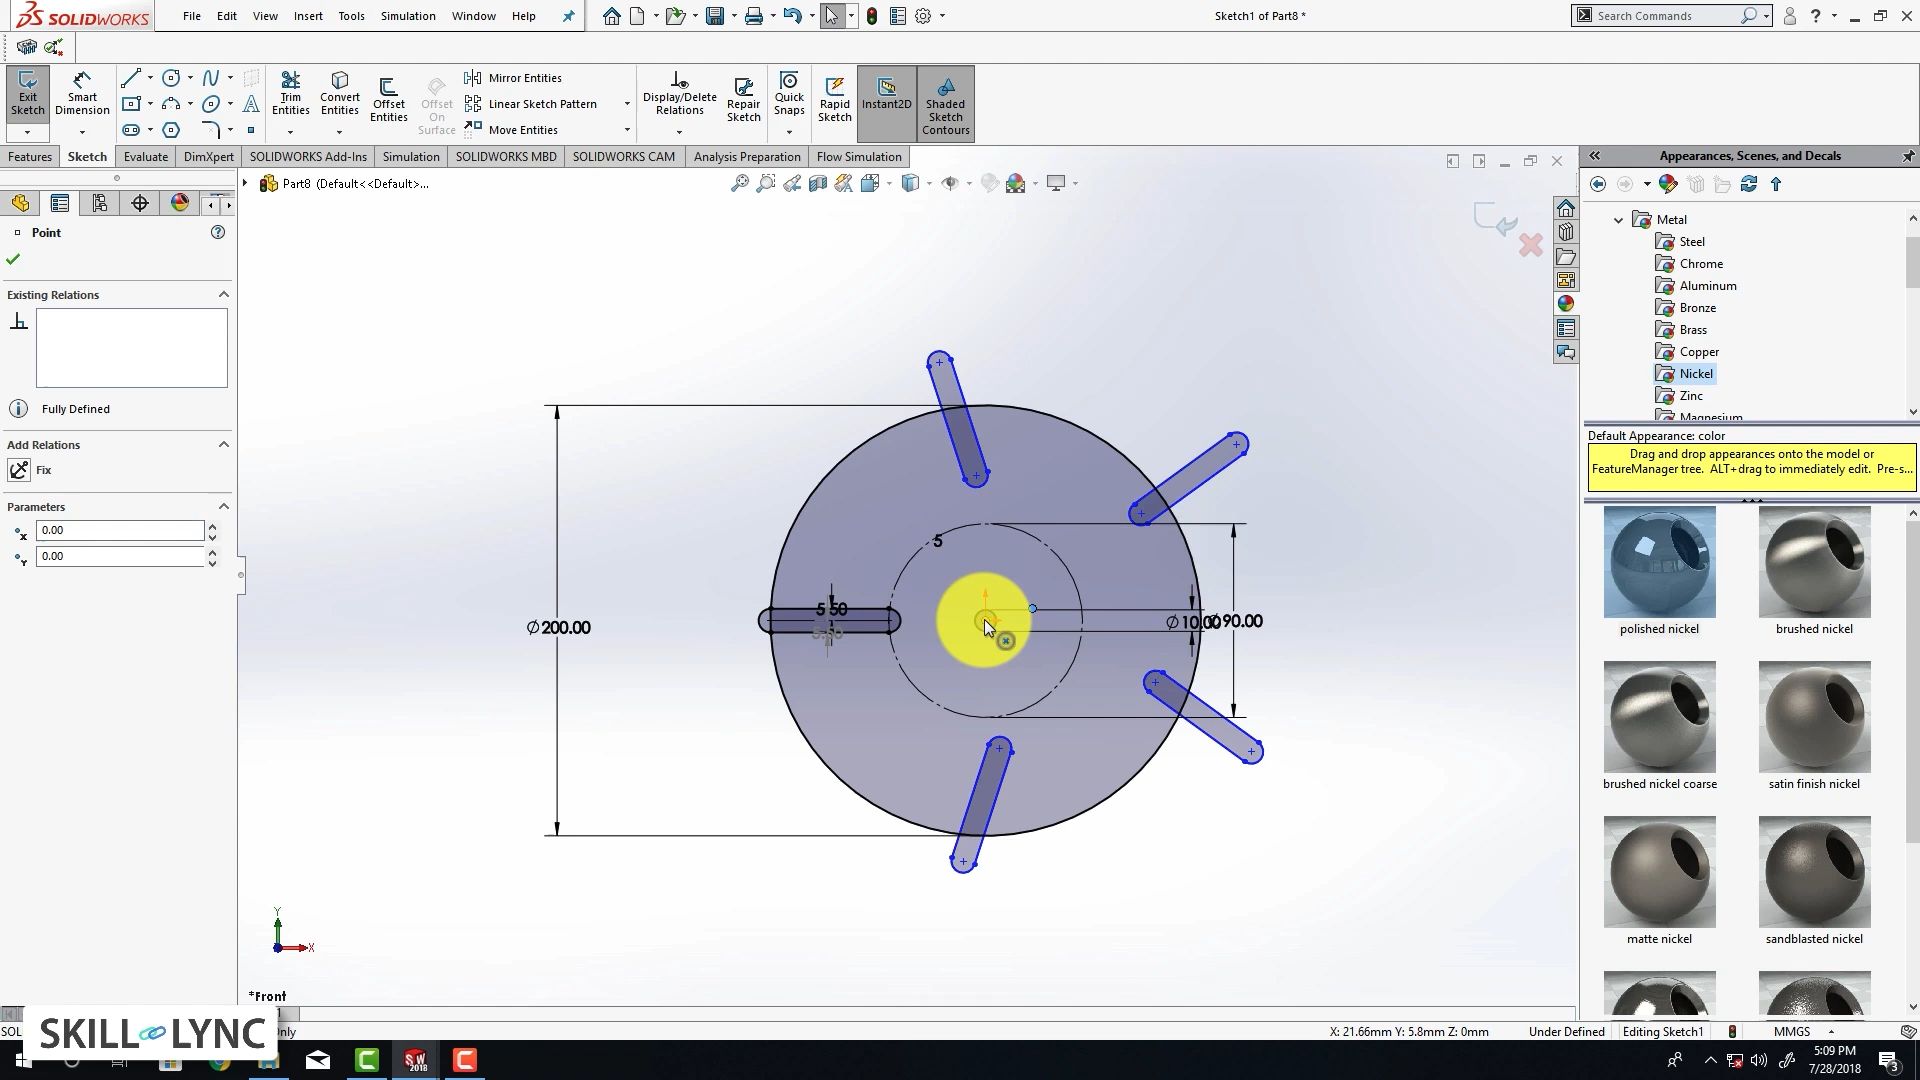 SOLIDWORKS
File Edit View Insert Tools Simulation Window Help
Sketch1 of Part8 *
Search Commands
Exit Sketch
Smart Dimension
Trim Entities
Convert Entities
Offset Entities
Offset On Surface
Mirror Entities
Linear Sketch Pattern
Move Entities
Display/Delete Relations
Repair Sketch
Quick Snaps
Rapid Sketch
Instant2D
Shaded Sketch Contours
Features Sketch Evaluate DimXpert SOLIDWORKS Add-Ins Simulation SOLIDWORKS MBD SOLIDWORKS CAM Analysis Preparation Flow Simulation
Part8 (Default<<Default>...
Point
Existing Relations
Fully Defined
Add Relations
Fix
Parameters
0.00
0.00
5
5.50
Ø200.00
Ø10.00
Ø90.00
Y
X
*Front
Appearances, Scenes, and Decals
Metal
Steel
Chrome
Aluminum
Bronze
Brass
Copper
Nickel
Zinc
Magnesium
Default Appearance: color
Drag and drop appearances onto the model or
FeatureManager tree. ALT+drag to immediately edit. Pre-s...
polished nickel
brushed nickel
brushed nickel coarse
satin finish nickel
matte nickel
sandblasted nickel
SKILL LYNC
X: 21.66mm Y: 5.8mm Z: 0mm
Under Defined
Editing Sketch1
MMGS
5:09 PM
7/28/2018
3